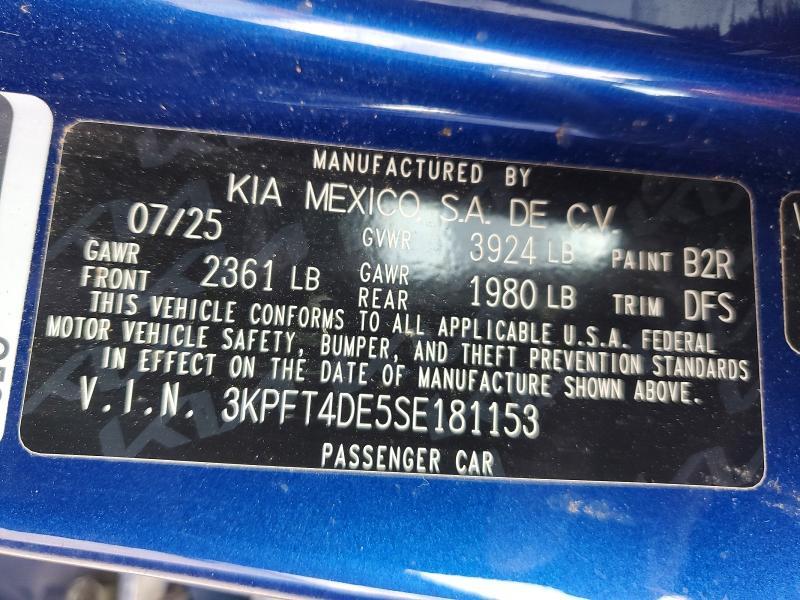 MANUFACTURED BY
KIA MEXICO, S.A. DE C.V.
07/25 GVWR 3924 LB PAINT B2R
GAWR FRONT 2361 LB GAWR REAR 1980 LB TRIM DFS
THIS VEHICLE CONFORMS TO ALL APPLICABLE U.S.A. FEDERAL
MOTOR VEHICLE SAFETY, BUMPER, AND THEFT PREVENTION STANDARDS
IN EFFECT ON THE DATE OF MANUFACTURE SHOWN ABOVE.
V.I.N. 3KPFT4DE5SE181153
PASSENGER CAR